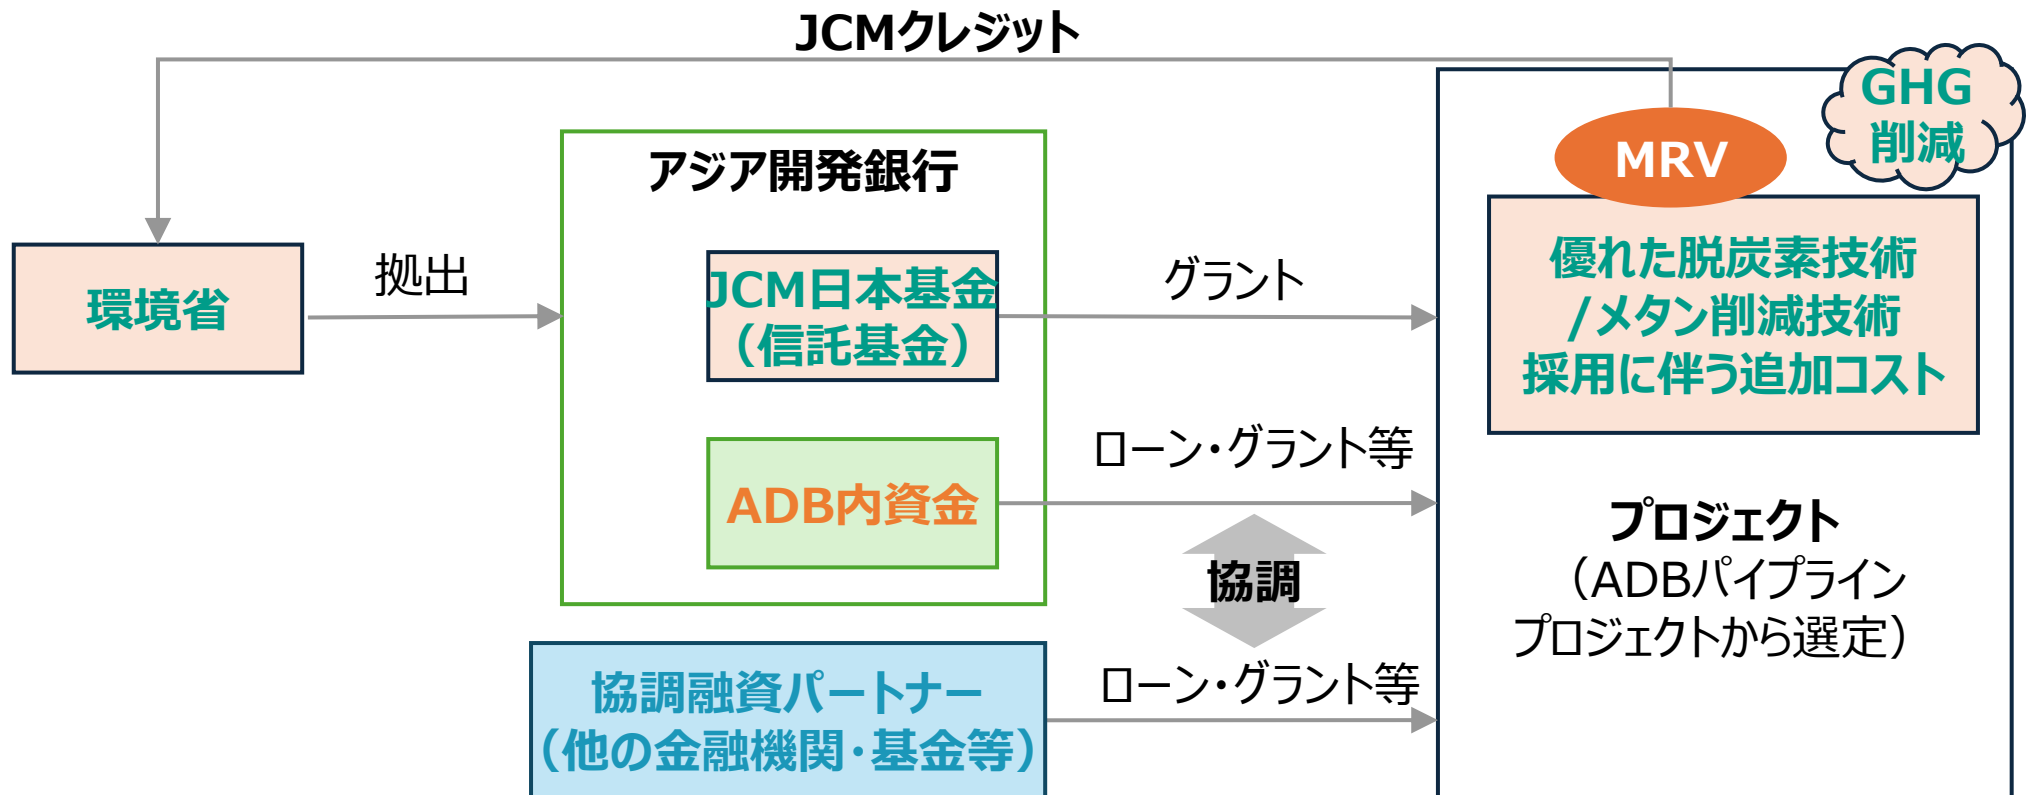 JCMクレジット
GHG
削減
MRV
アジア開発銀行
環境省
拠出
JCM日本基金
（信託基金）
グラント
優れた脱炭素技術
/メタン削減技術
採用に伴う追加コスト
ADB内資金
ローン・グラント等
協調
プロジェクト
（ADBパイプライン
プロジェクトから選定）
協調融資パートナー
（他の金融機関・基金等）
ローン・グラント等